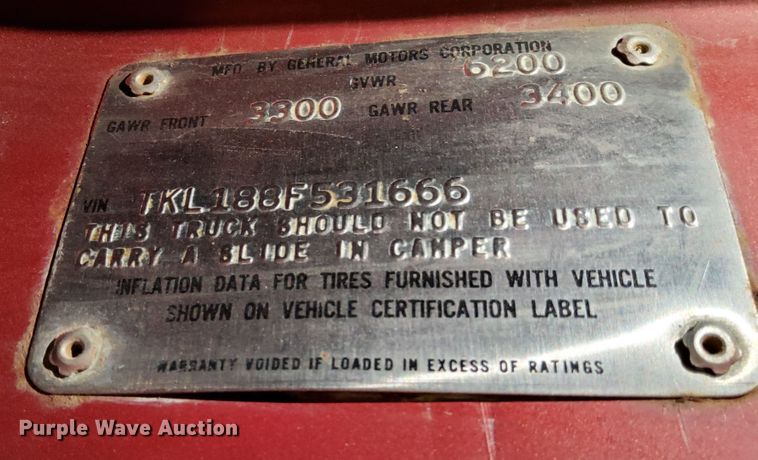 MFD. BY GENERAL MOTORS CORPORATION
GVWR 6200
GAWR FRONT 3300 GAWR REAR 3400
VIN TKL188F531666
THIS TRUCK SHOULD NOT BE USED TO
CARRY A SLIDE IN CAMPER
INFLATION DATA FOR TIRES FURNISHED WITH VEHICLE
SHOWN ON VEHICLE CERTIFICATION LABEL
WARRANTY VOIDED IF LOADED IN EXCESS OF RATINGS
Purple Wave Auction